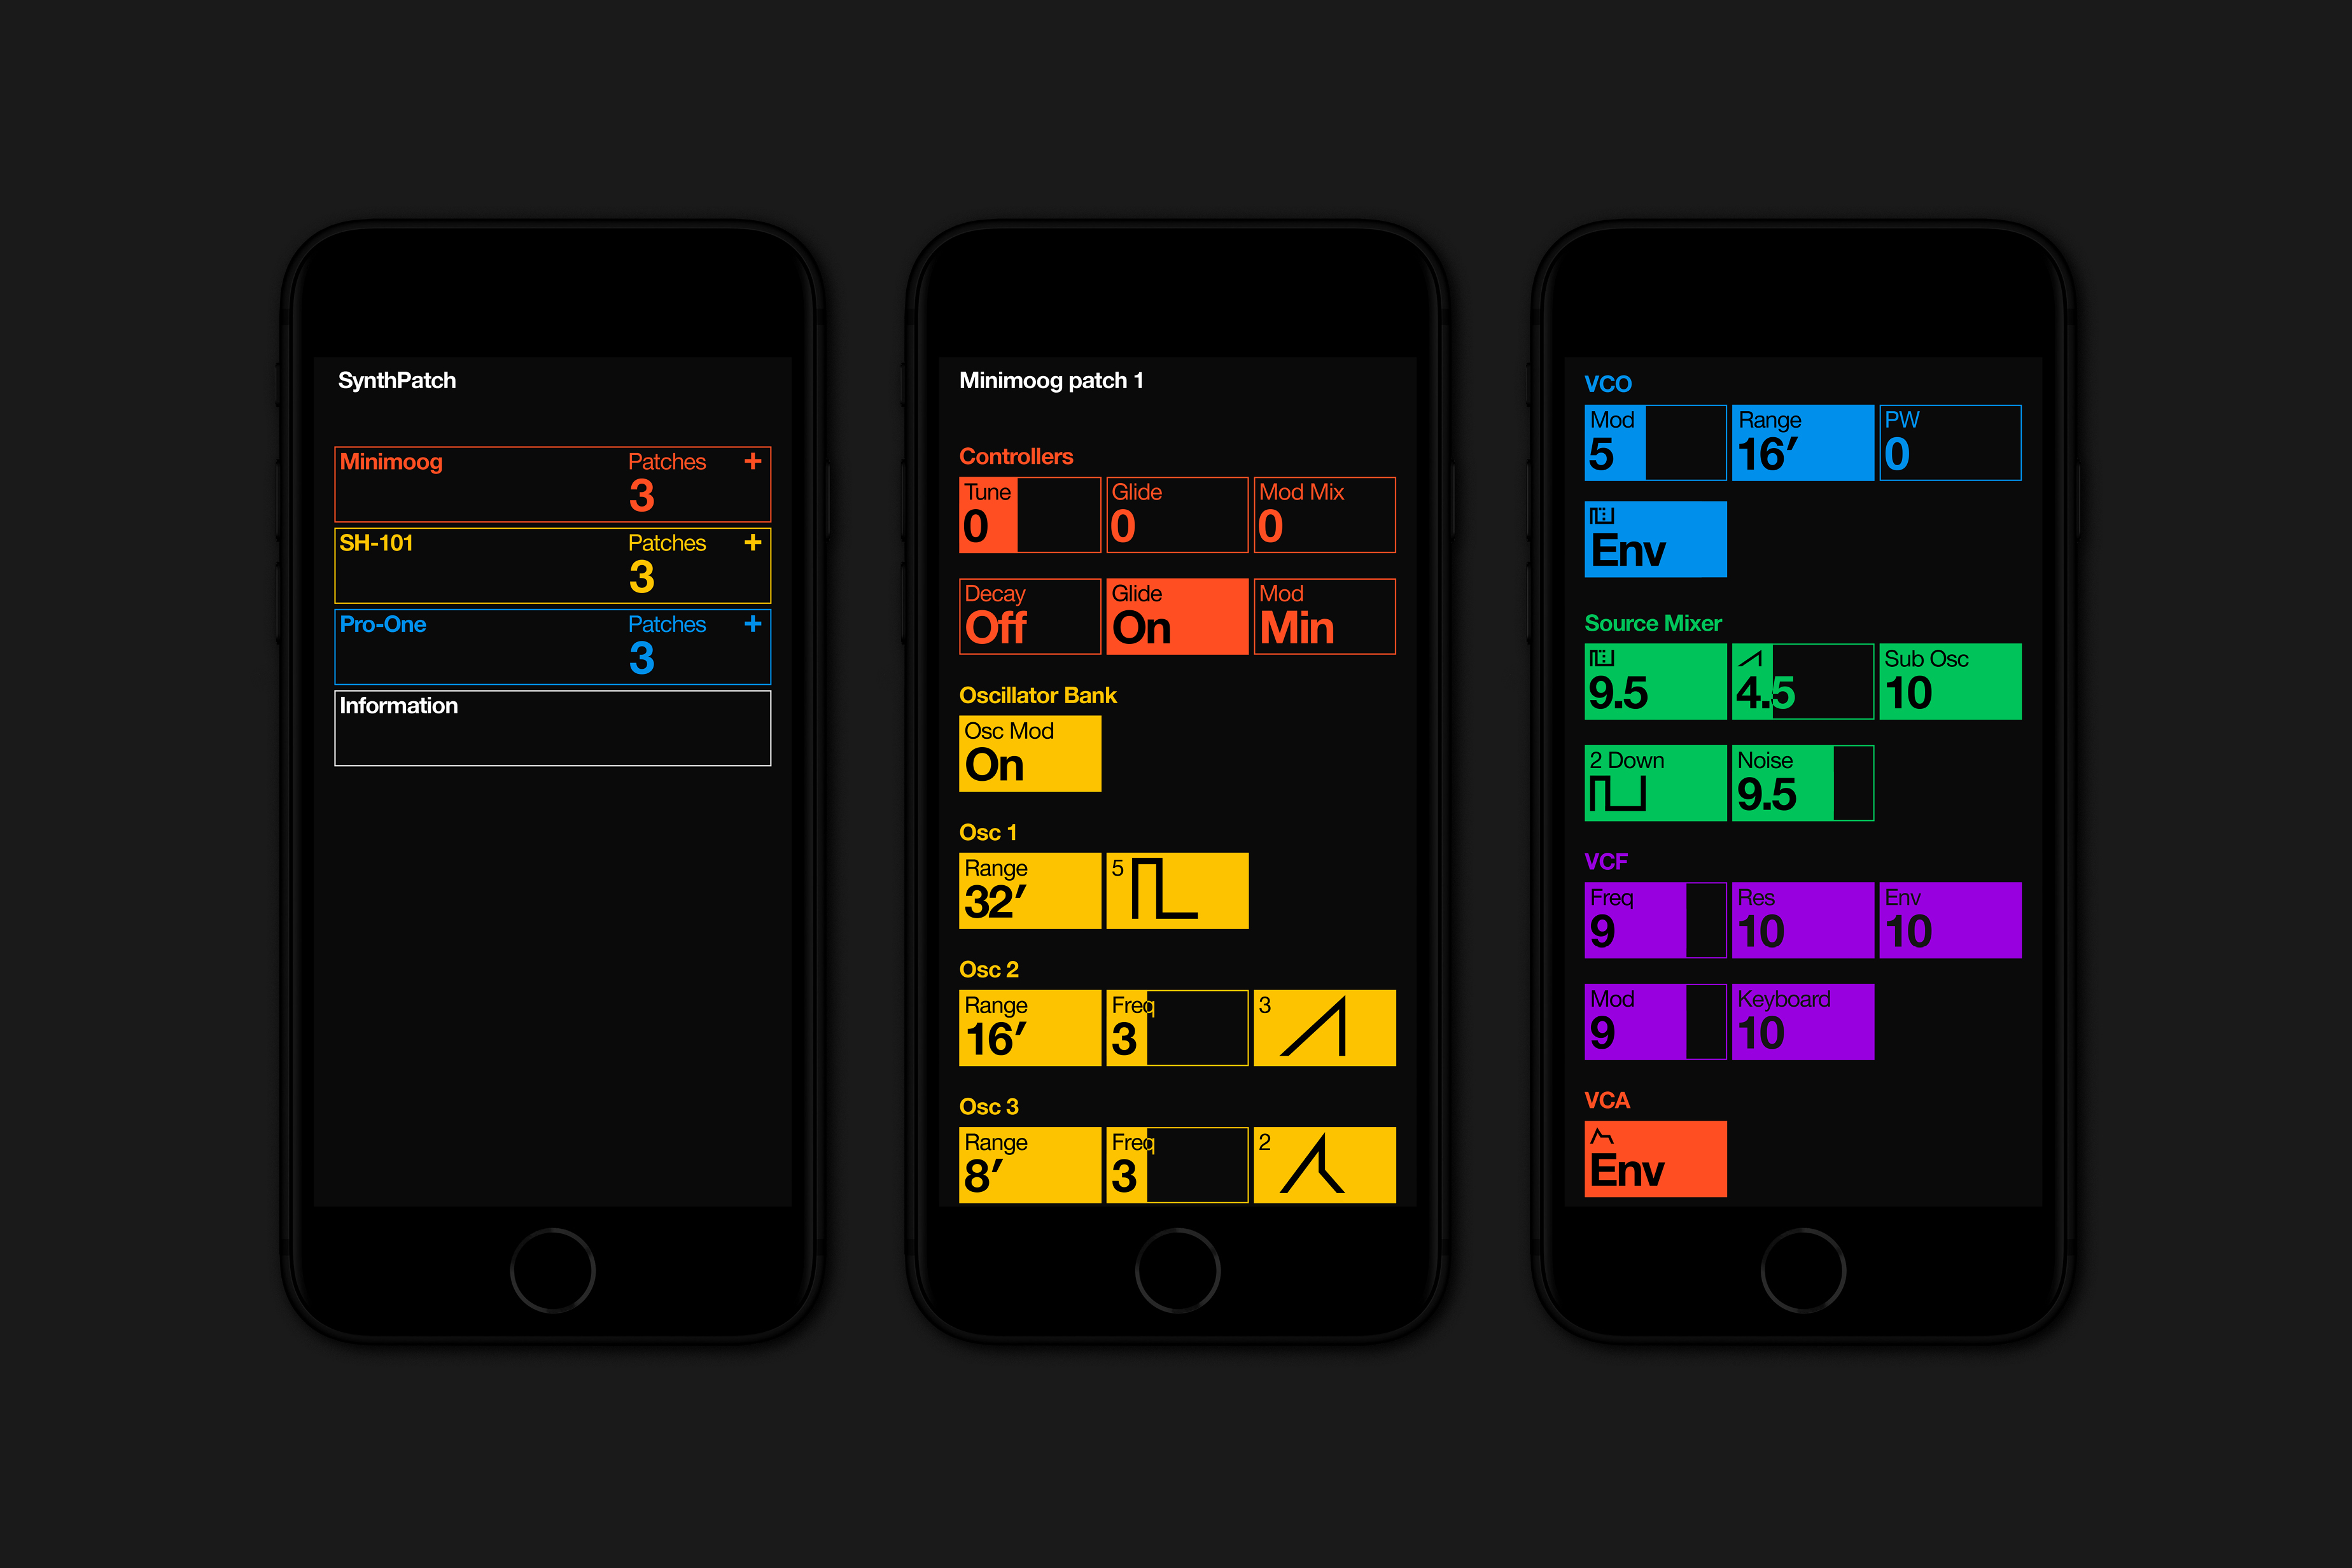 SynthPatch
Minimoog Patches +
3
SH-101 Patches +
3
Pro-One Patches +
3
Information
Minimoog patch 1
Controllers
Tune Glide Mod Mix
0 0 0
Decay Glide Mod
Off On Min
Oscillator Bank
Osc Mod
On
Osc 1
Range 5
32′
Osc 2
Range Freq 3
16′ 3
Osc 3
Range Freq 2
8′ 3
VCO
Mod Range PW
5 16′ 0
Env
Source Mixer
Sub Osc
9.5 4.5 10
2 Down Noise
9.5
VCF
Freq Res Env
9 10 10
Mod Keyboard
9 10
VCA
Env